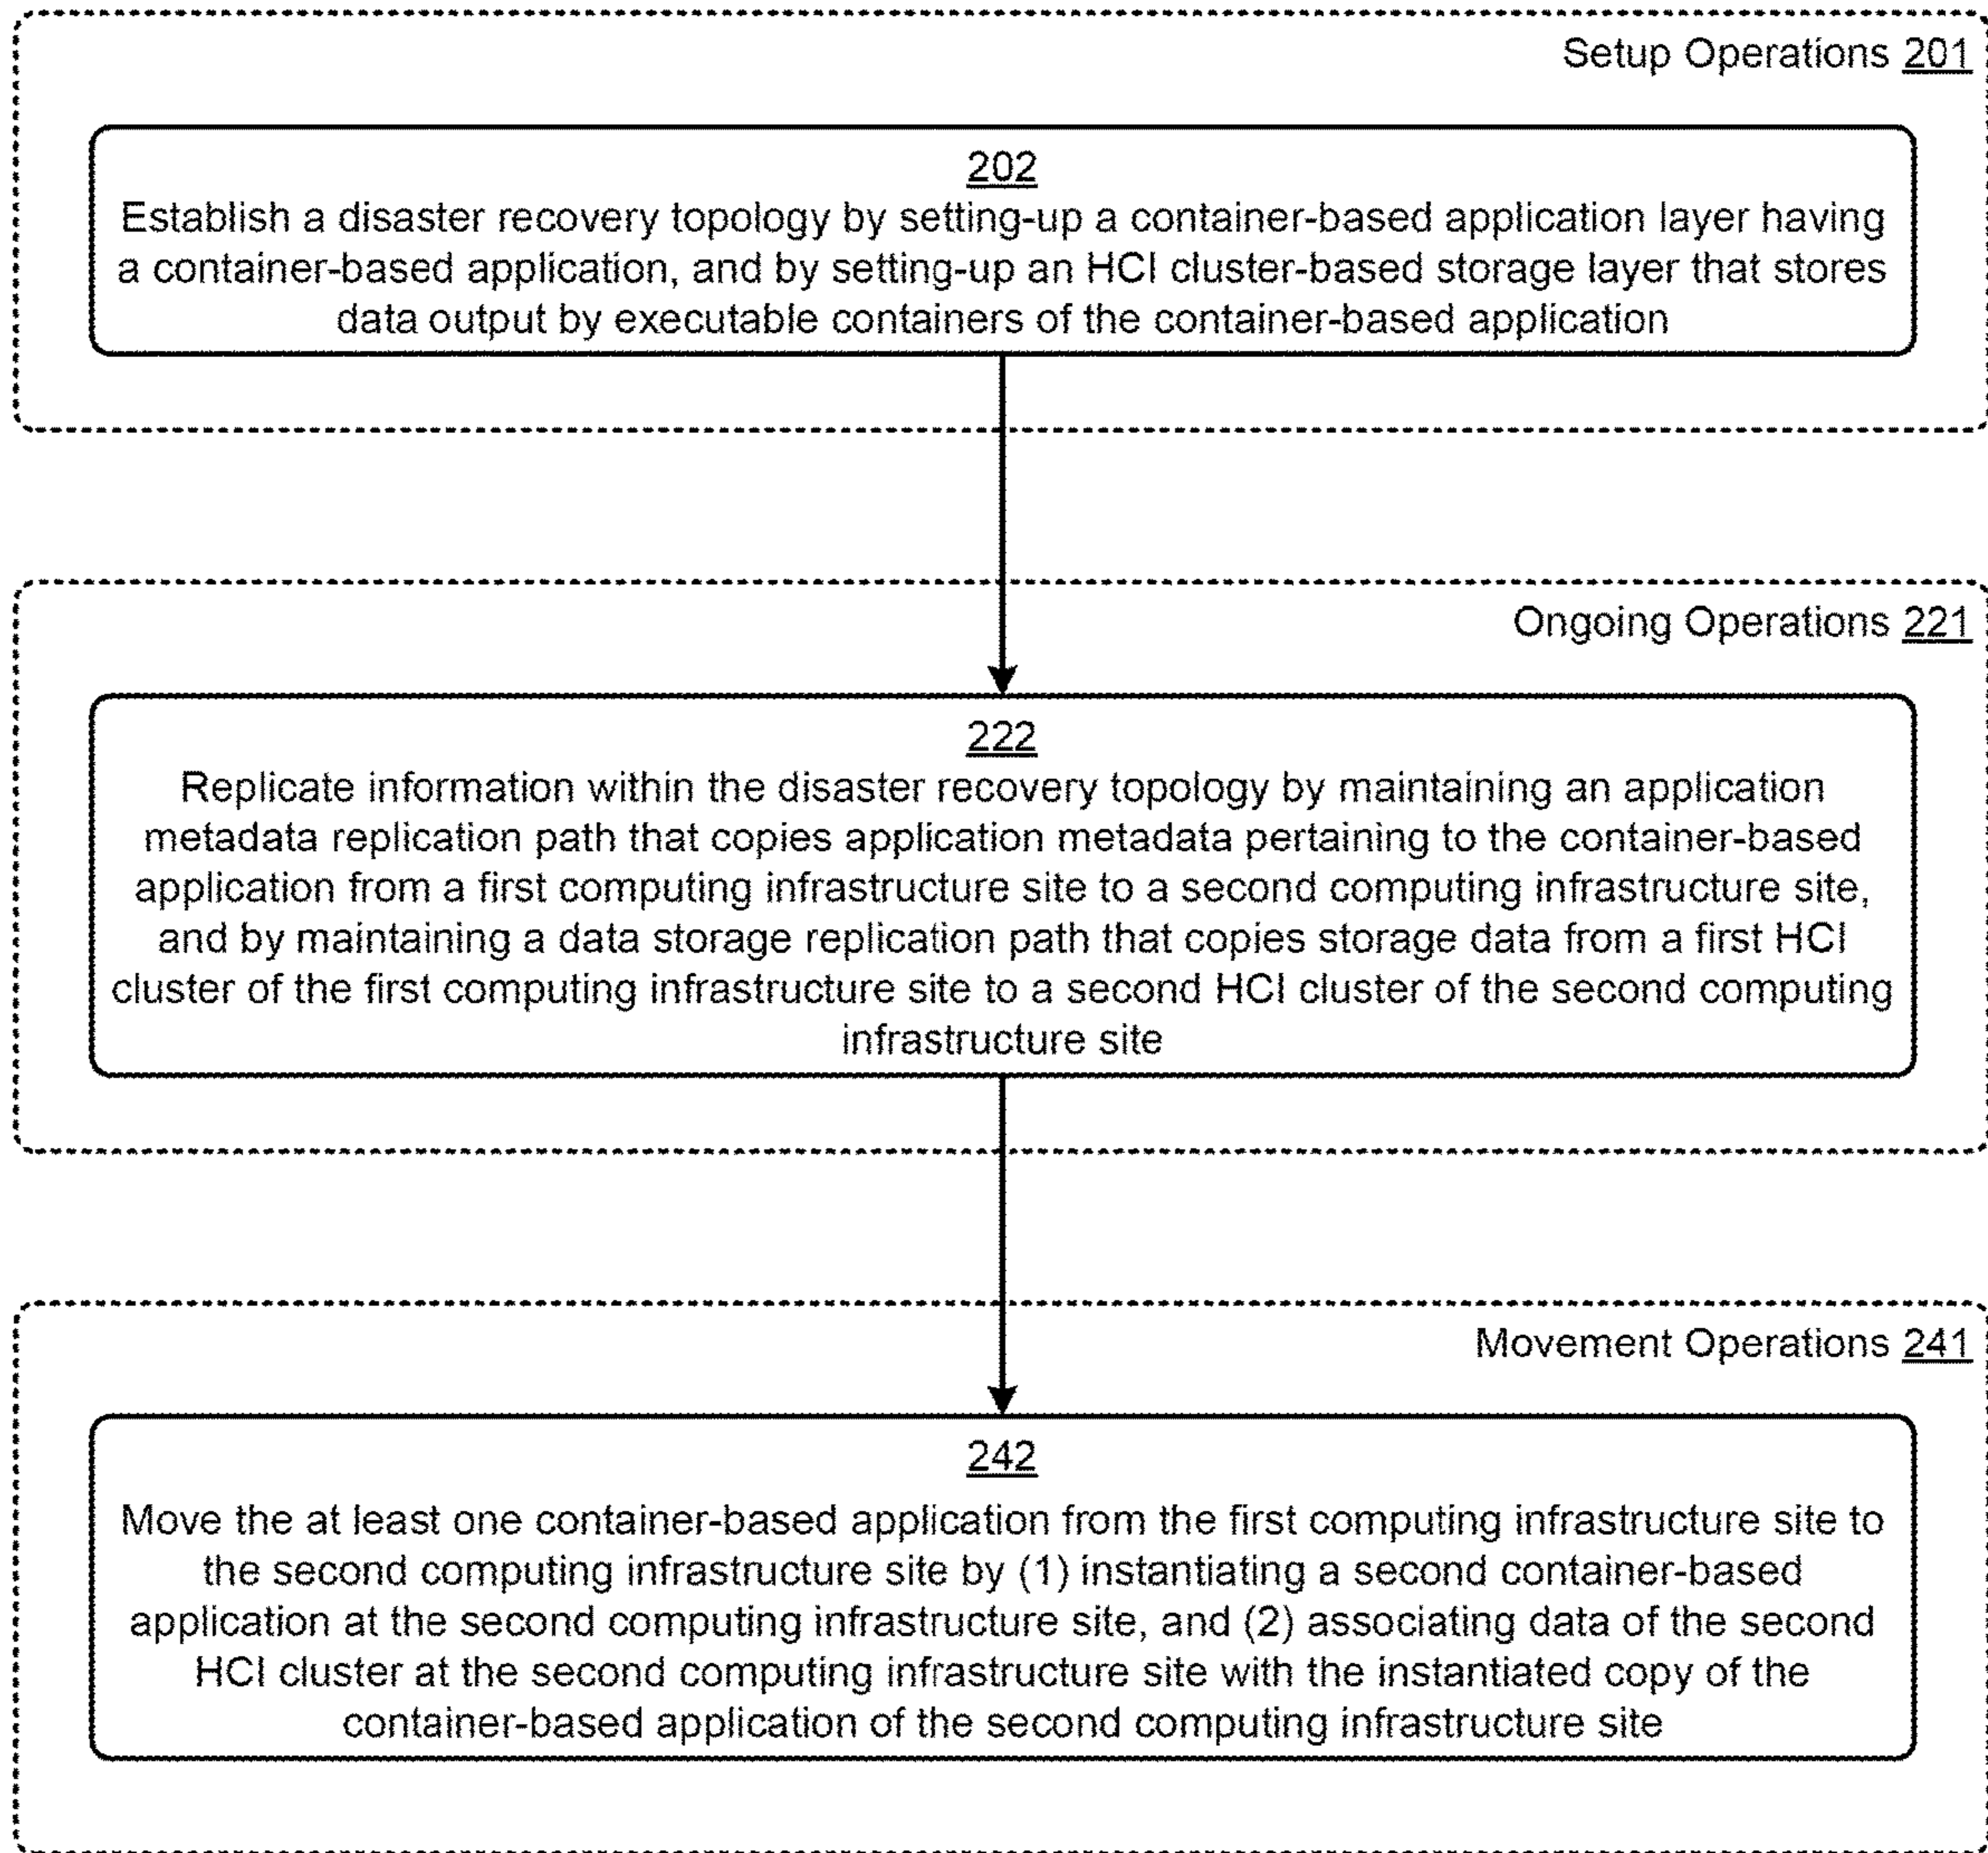 Setup Operations 201
202
Establish a disaster recovery topology by setting-up a container-based application layer having
a container-based application, and by setting-up an HCI cluster-based storage layer that stores
data output by executable containers of the container-based application
Ongoing Operations 221
222
Replicate information within the disaster recovery topology by maintaining an application
metadata replication path that copies application metadata pertaining to the container-based
application from a first computing infrastructure site to a second computing infrastructure site,
and by maintaining a data storage replication path that copies storage data from a first HCI
cluster of the first computing infrastructure site to a second HCI cluster of the second computing
infrastructure site
Movement Operations 241
242
Move the at least one container-based application from the first computing infrastructure site to
the second computing infrastructure site by (1) instantiating a second container-based
application at the second computing infrastructure site, and (2) associating data of the second
HCI cluster at the second computing infrastructure site with the instantiated copy of the
container-based application of the second computing infrastructure site